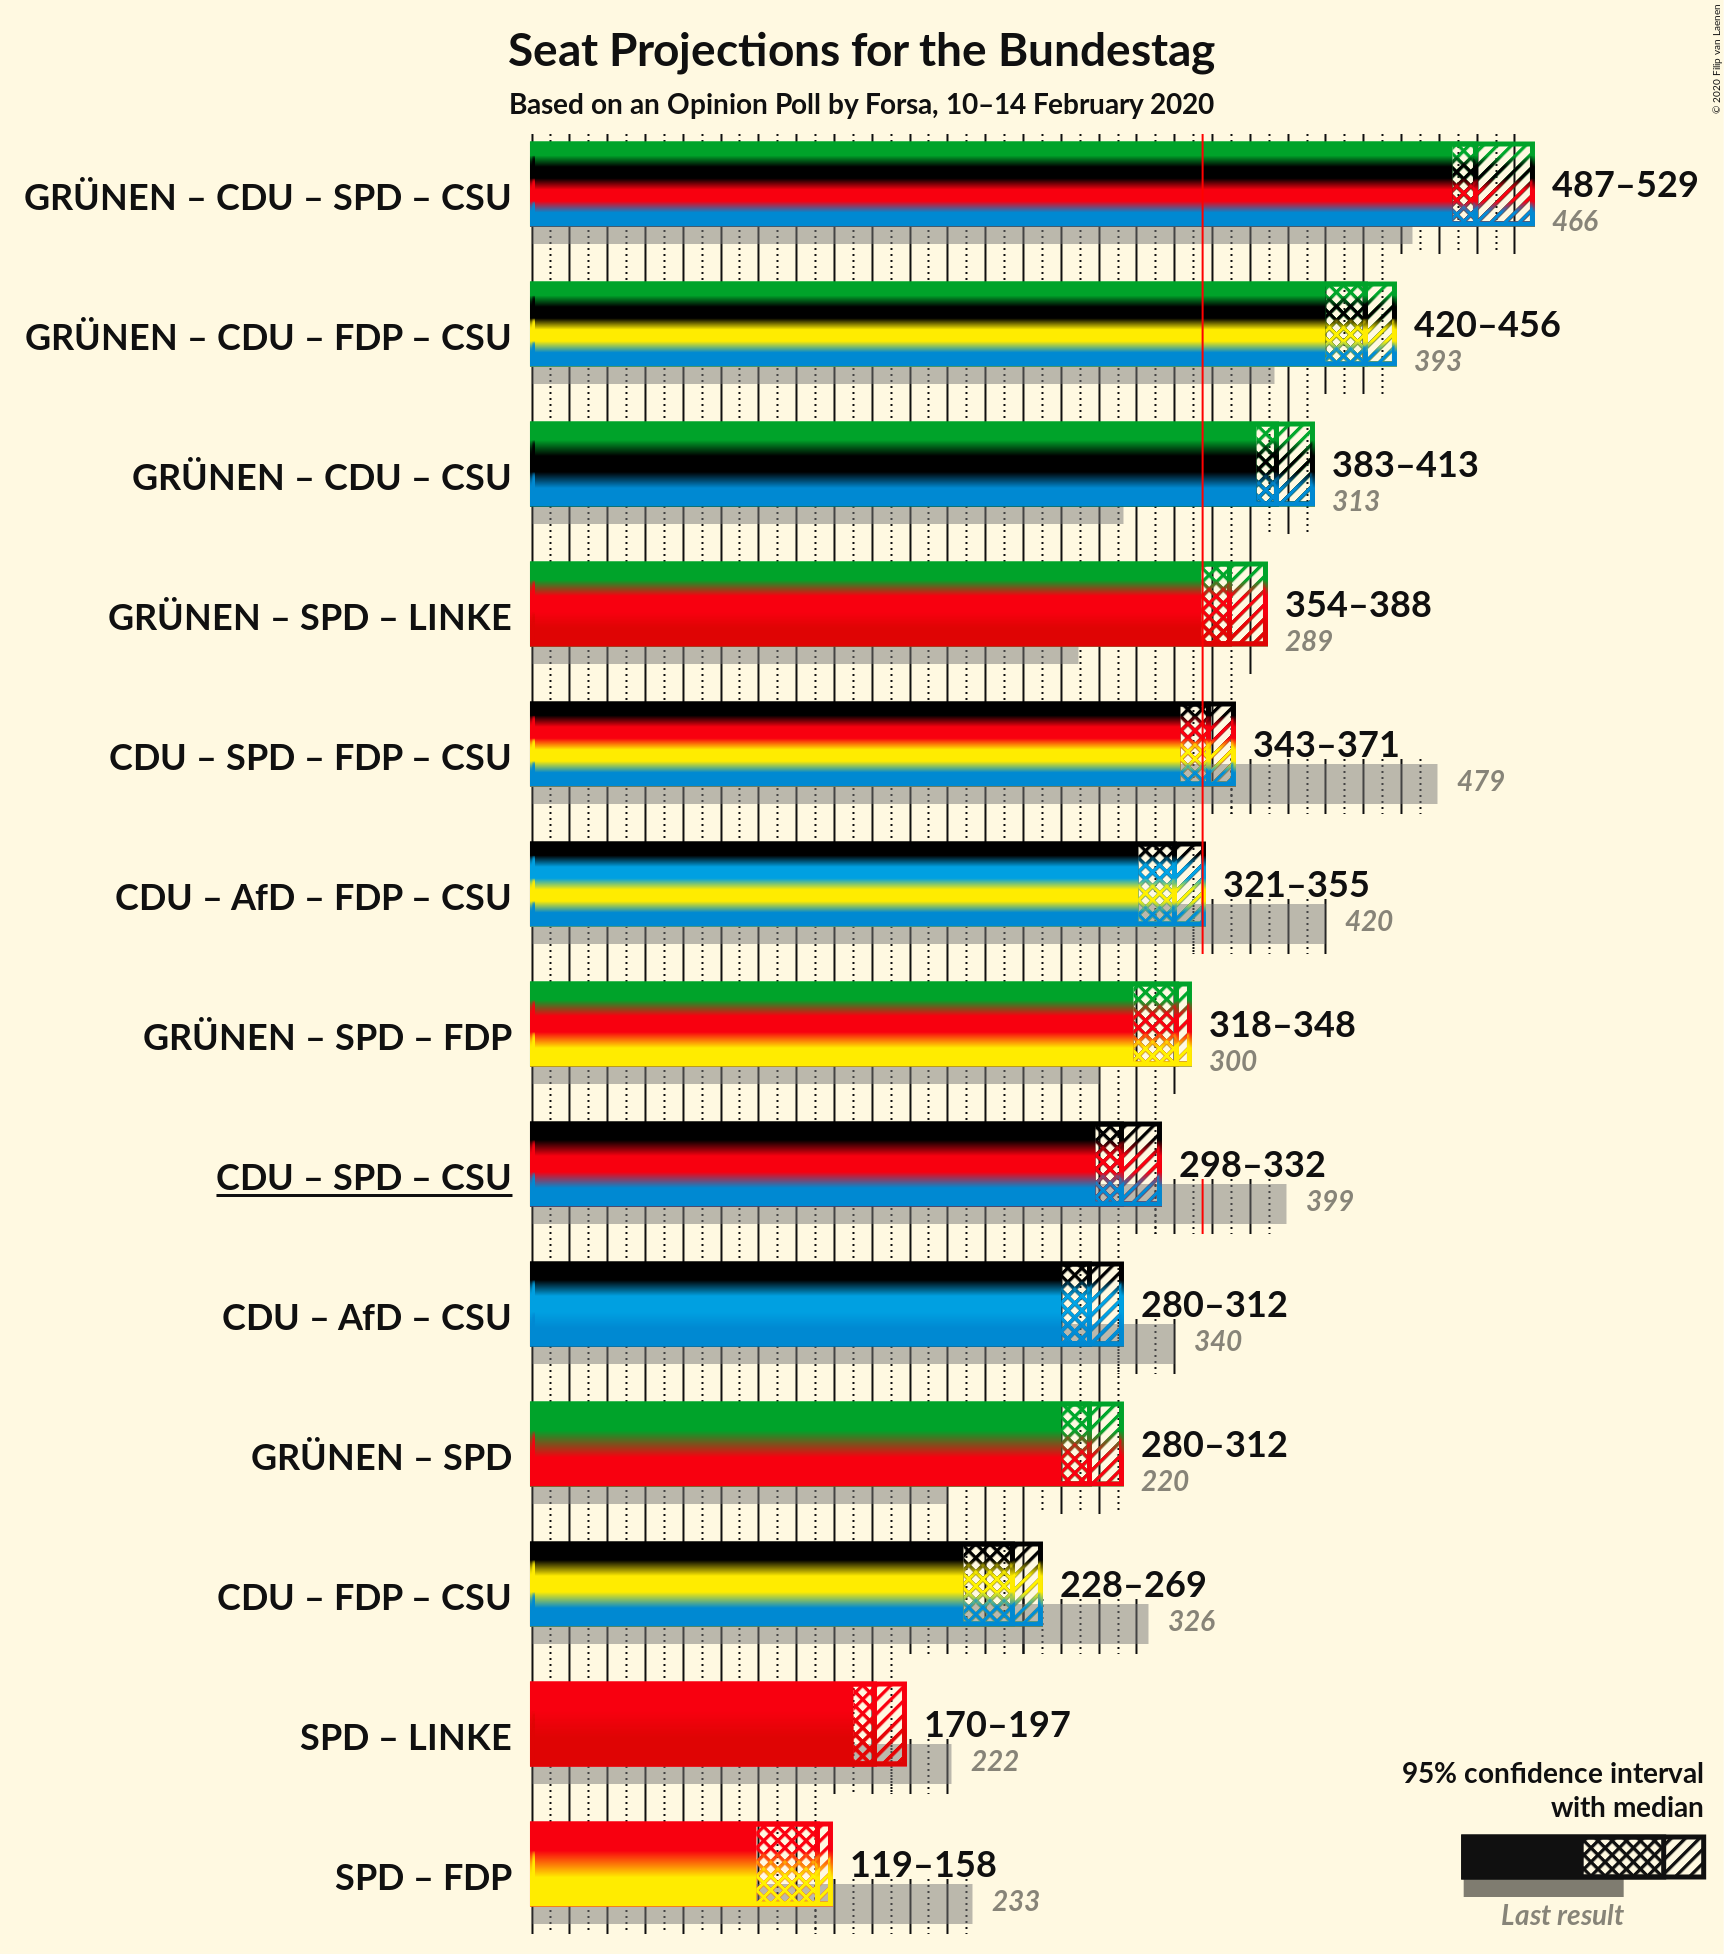 Seat Projections for the Bundestag
Based on an Opinion Poll by Forsa, 10–14 February 2020
© 2020 Filip van Laenen
GRÜNEN – CDU – SPD – CSU
487–529
466
GRÜNEN – CDU – FDP – CSU
420–456
393
GRÜNEN – CDU – CSU
383–413
313
GRÜNEN – SPD – LINKE
354–388
289
CDU – SPD – FDP – CSU
343–371
479
CDU – AfD – FDP – CSU
321–355
420
GRÜNEN – SPD – FDP
318–348
300
CDU – SPD – CSU
298–332
399
CDU – AfD – CSU
280–312
340
GRÜNEN – SPD
280–312
220
CDU – FDP – CSU
228–269
326
SPD – LINKE
170–197
222
SPD – FDP
119–158
233
95% confidence interval
with median
Last result